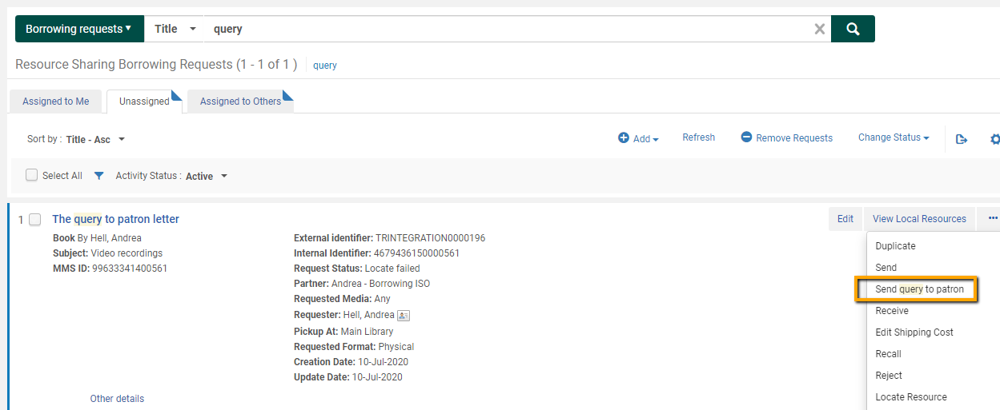 Borrowing requests Title query
Resource Sharing Borrowing Requests (1 - 1 of 1 ) query
Assigned to Me Unassigned Assigned to Others
Sort by : Title - Asc Add Refresh Remove Requests Change Status
Select All Activity Status : Active
1 The query to patron letter Edit View Local Resources ...
Book By Hell, Andrea External identifier: TRINTEGRATION0000196
Duplicate
Subject: Video recordings Internal Identifier: 4679436150000561
MMS ID: 99633341400561 Request Status: Locate failed Send
Partner: Andrea - Borrowing ISO Send query to patron
Requested Media: Any
Requester: Hell, Andrea Receive
Pickup At: Main Library Edit Shipping Cost
Requested Format: Physical
Creation Date: 10-Jul-2020 Recall
Update Date: 10-Jul-2020 Reject
Other details Locate Resource